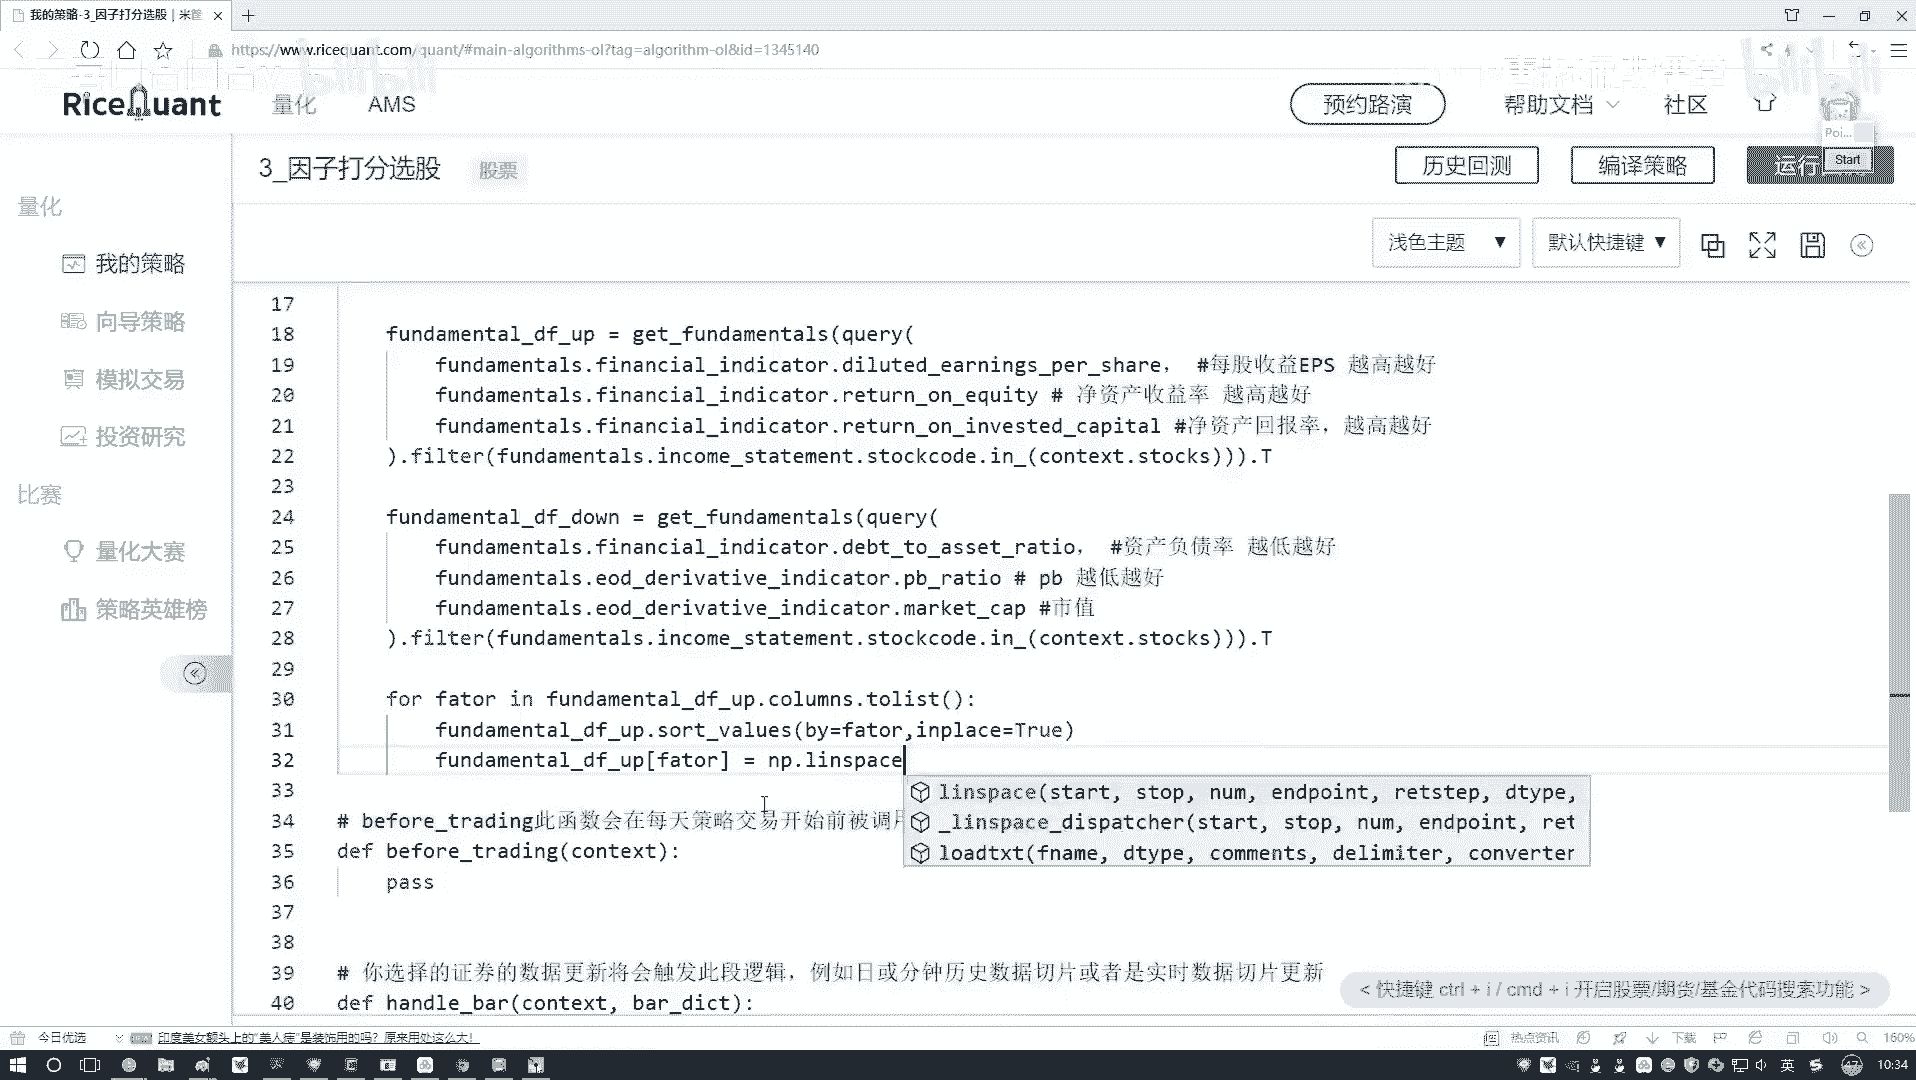 我的策略-3_因子打分选股 | 米筐
https://www.ricequant.com/quant/#main-algorithms-ol?tag=algorithm-ol&id=1345140
bilibili
RiceQuant 量化 AMS 预约路演 帮助文档 社区
Poi...
Start
3_因子打分选股 股票 历史回测 编译策略 运行
量化
浅色主题 ▼ 默认快捷键 ▼
我的策略
向导策略
模拟交易
投资研究
比赛
量化大赛
策略英雄榜
17
18 fundamental_df_up = get_fundamentals(query(
19 fundamentals.financial_indicator.diluted_earnings_per_share， #每股收益EPS 越高越好
20 fundamentals.financial_indicator.return_on_equity # 净资产收益率 越高越好
21 fundamentals.financial_indicator.return_on_invested_capital #净资产回报率，越高越好
22 ).filter(fundamentals.income_statement.stockcode.in_(context.stocks))).T
23
24 fundamental_df_down = get_fundamentals(query(
25 fundamentals.financial_indicator.debt_to_asset_ratio， #资产负债率 越低越好
26 fundamentals.eod_derivative_indicator.pb_ratio # pb 越低越好
27 fundamentals.eod_derivative_indicator.market_cap #市值
28 ).filter(fundamentals.income_statement.stockcode.in_(context.stocks))).T
29
30 for fator in fundamental_df_up.columns.tolist():
31 fundamental_df_up.sort_values(by=fator,inplace=True)
32 fundamental_df_up[fator] = np.linspace
linspace(start, stop, num, endpoint, retstep, dtype,
_linspace_dispatcher(start, stop, num, endpoint, ret
loadtxt(fname, dtype, comments, delimiter, converter
33
34 # before_trading此函数会在每天策略交易开始前被调用
35 def before_trading(context):
36 pass
37
38
39 # 你选择的证券的数据更新将会触发此段逻辑，例如日或分钟历史数据切片或者是实时数据切片更新
40 def handle_bar(context, bar_dict):
< 快捷键 ctrl + i / cmd + i 开启股票/期货/基金代码搜索功能 >
今日优选 印度美女额头上的“美人痣”是装饰用的吗？原来用处这么大！ 热点资讯 下载 160%
英 47 10:34